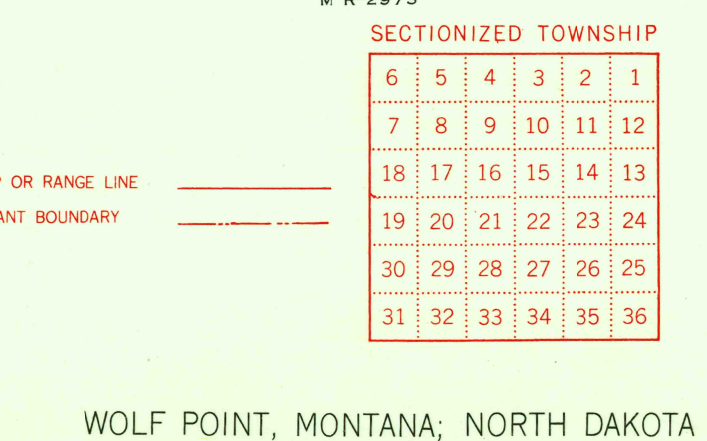 M R 2973
SECTIONIZED TOWNSHIP
6 5 4 3 2 1
7 8 9 10 11 12
18 17 16 15 14 13
OR RANGE LINE
ANT BOUNDARY
19 20 21 22 23 24
30 29 28 27 26 25
31 32 33 34 35 36
WOLF POINT, MONTANA; NORTH DAKOTA